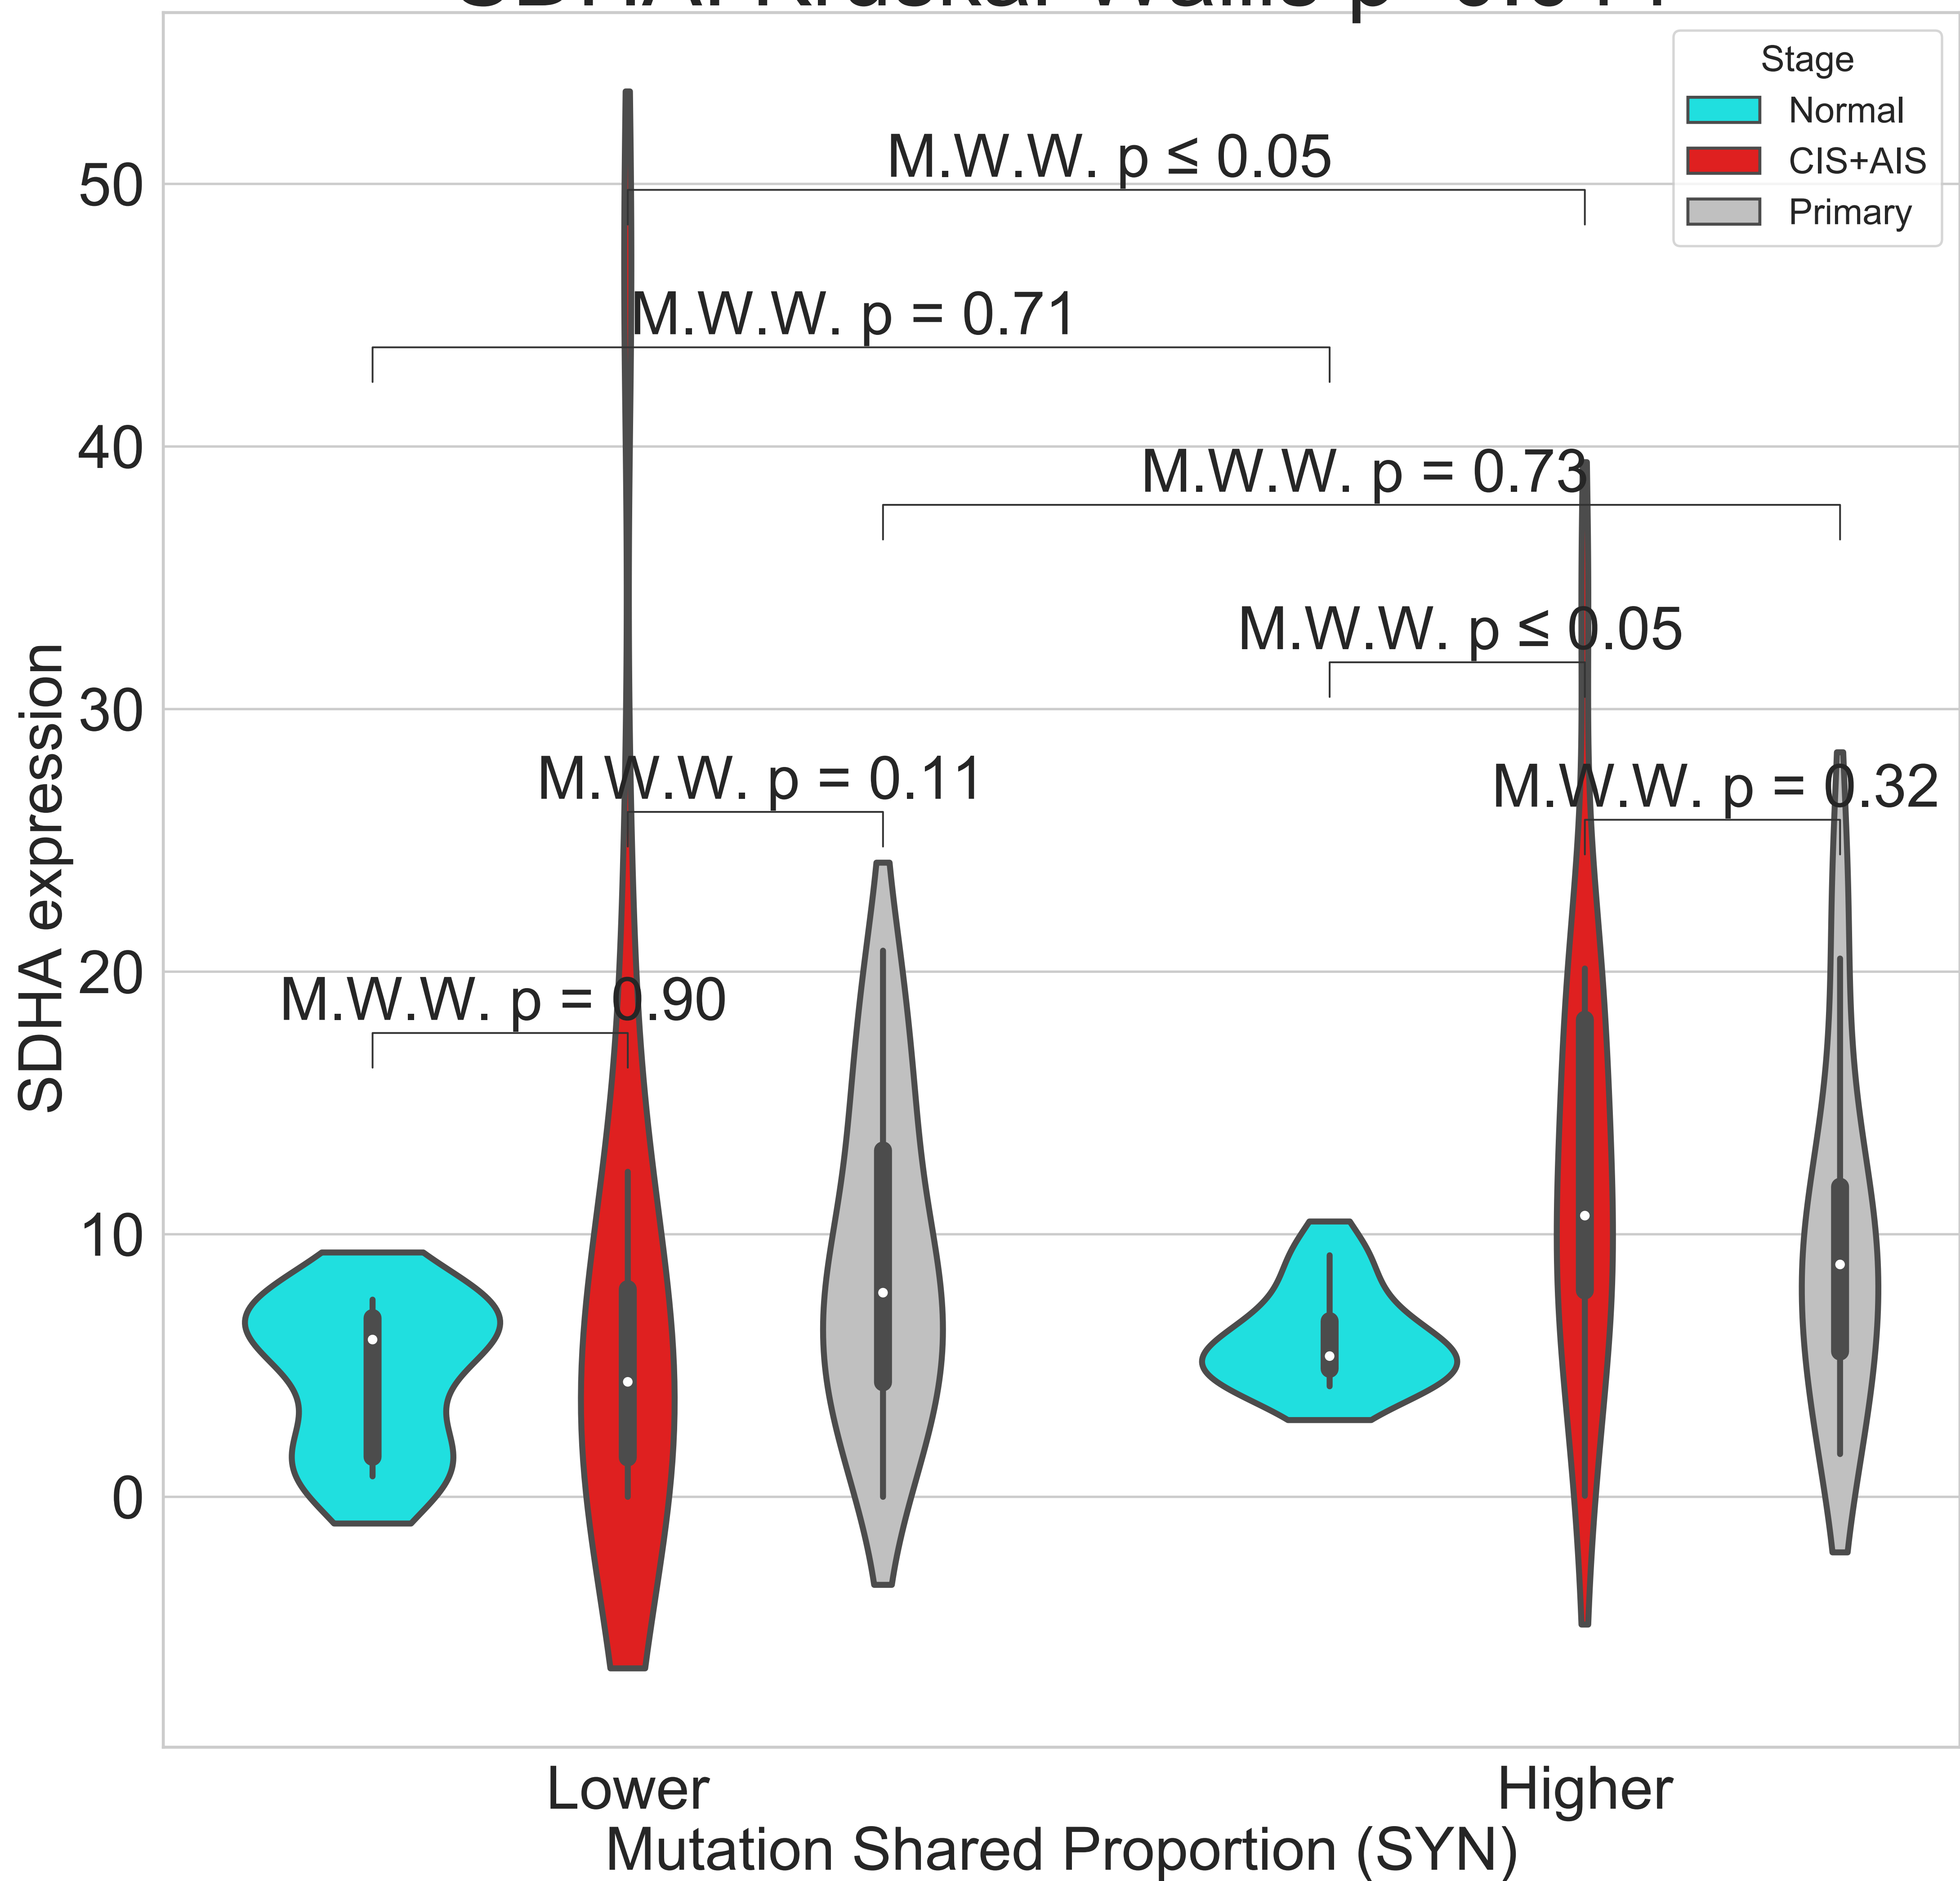 Stage
Normal
CIS+AIS
Primary
M.W.W. p ≤ 0.05
M.W.W. p = 0.71
M.W.W. p = 0.73
M.W.W. p ≤ 0.05
M.W.W. p = 0.11
M.W.W. p = 0.32
M.W.W. p = 0.90
SDHA expression
50
40
30
20
10
0
Lower
Higher
Mutation Shared Proportion (SYN)